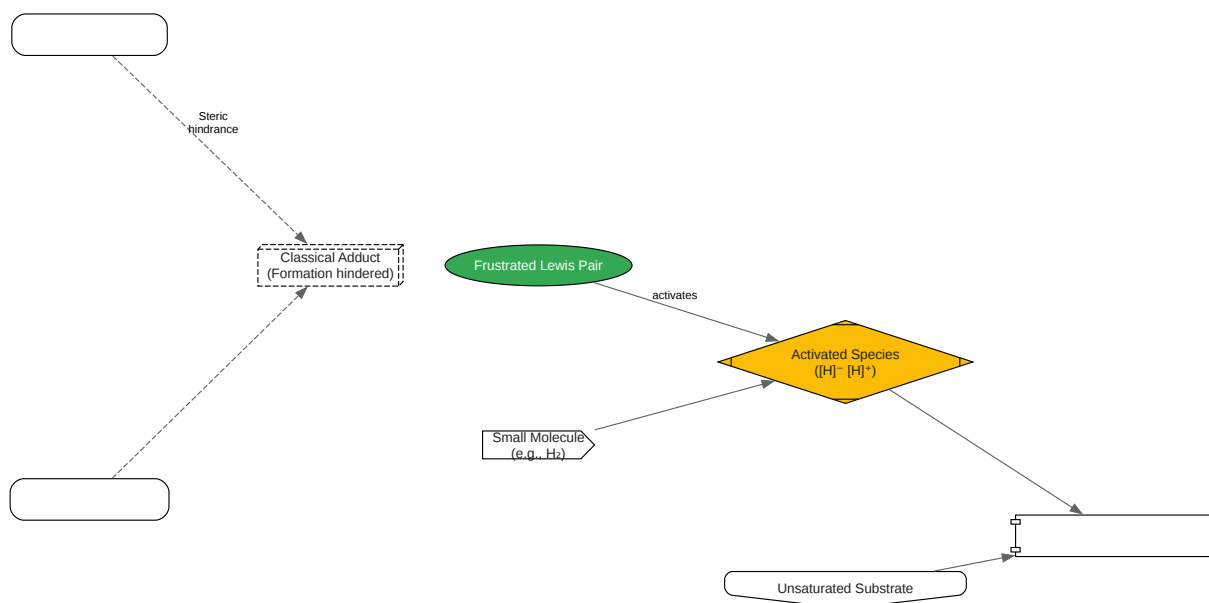 Steric
hindrance
Classical Adduct
(Formation hindered)
Frustrated Lewis Pair
activates
Activated Species
([H]⁻ [H]⁺)
Small Molecule
(e.g., H₂)
Unsaturated Substrate